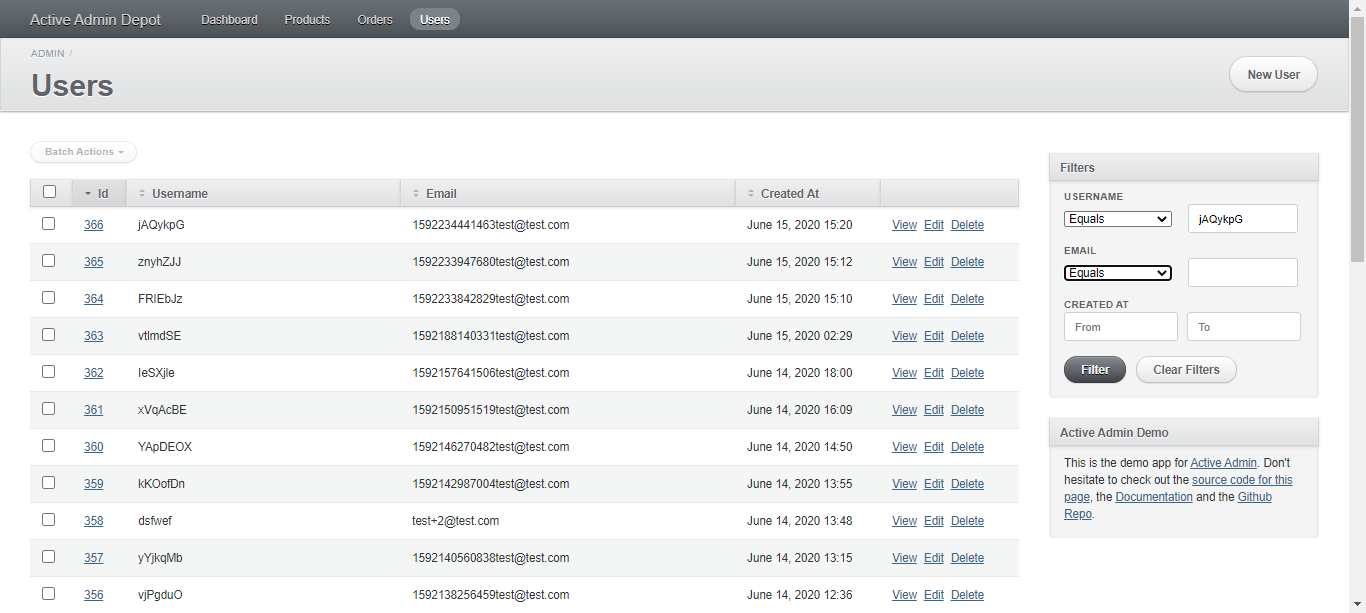 Active Admin Depot Dashboard Products Orders Users
ADMIN /
Users
New User
Batch Actions
Id Username Email Created At
366 jAQykpG 1592234441463test@test.com June 15, 2020 15:20 View Edit Delete
365 znyhZJJ 1592233947680test@test.com June 15, 2020 15:12 View Edit Delete
364 FRIEbJz 1592233842829test@test.com June 15, 2020 15:10 View Edit Delete
363 vtlmdSE 1592188140331test@test.com June 15, 2020 02:29 View Edit Delete
362 IeSXjle 1592157641506test@test.com June 14, 2020 18:00 View Edit Delete
361 xVqAcBE 1592150951519test@test.com June 14, 2020 16:09 View Edit Delete
360 YApDEOX 1592146270482test@test.com June 14, 2020 14:50 View Edit Delete
359 kKOofDn 1592142987004test@test.com June 14, 2020 13:55 View Edit Delete
358 dsfwef test+2@test.com June 14, 2020 13:48 View Edit Delete
357 yYjkqMb 1592140560838test@test.com June 14, 2020 13:15 View Edit Delete
356 vjPgduO 1592138256459test@test.com June 14, 2020 12:36 View Edit Delete
Filters
USERNAME
Equals jAQykpG
EMAIL
Equals
CREATED AT
From To
Filter Clear Filters
Active Admin Demo
This is the demo app for Active Admin. Don't
hesitate to check out the source code for this
page, the Documentation and the Github
Repo.